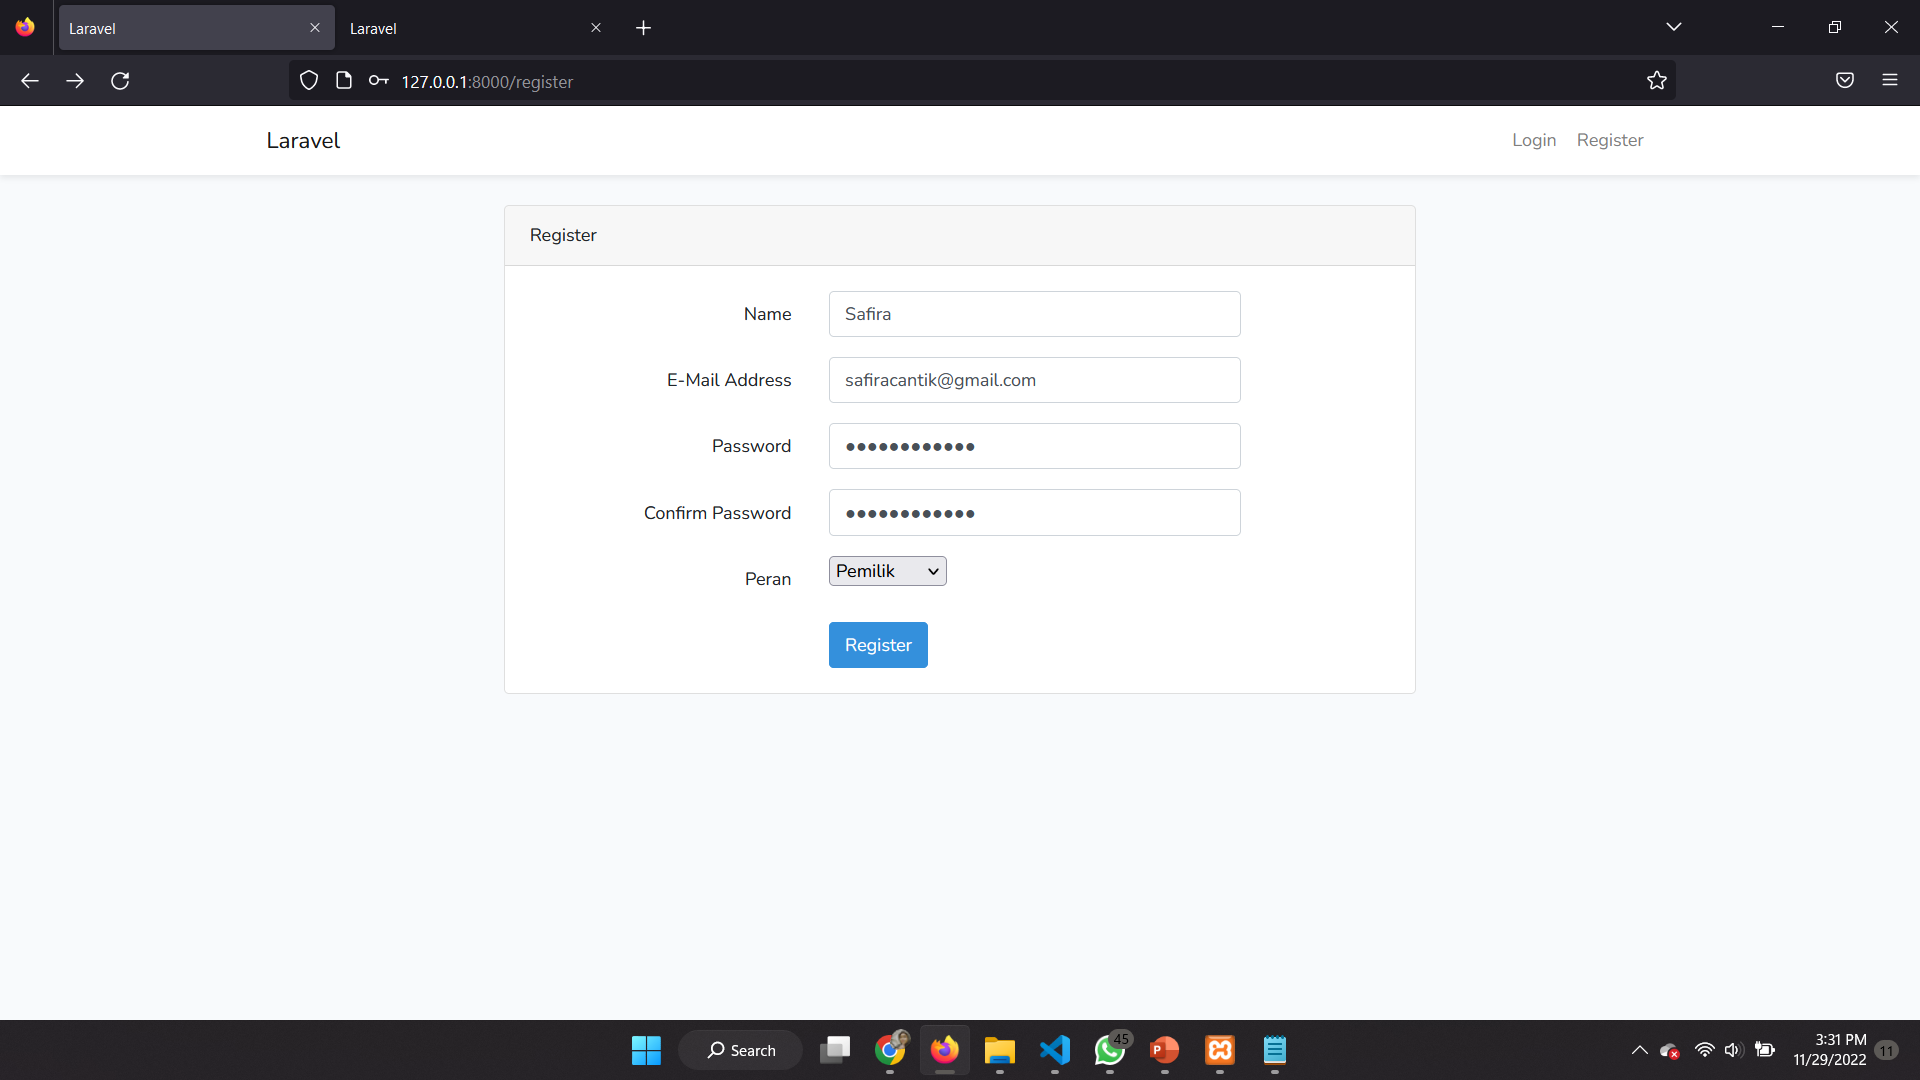 Laravel
Laravel
127.0.0.1:8000/register
Laravel
Login Register
Register
Name Safira
E-Mail Address safiracantik@gmail.com
Password ●●●●●●●●●●●●
Confirm Password ●●●●●●●●●●●●
Peran Pemilik
Register
Search
45
3:31 PM
11/29/2022
11